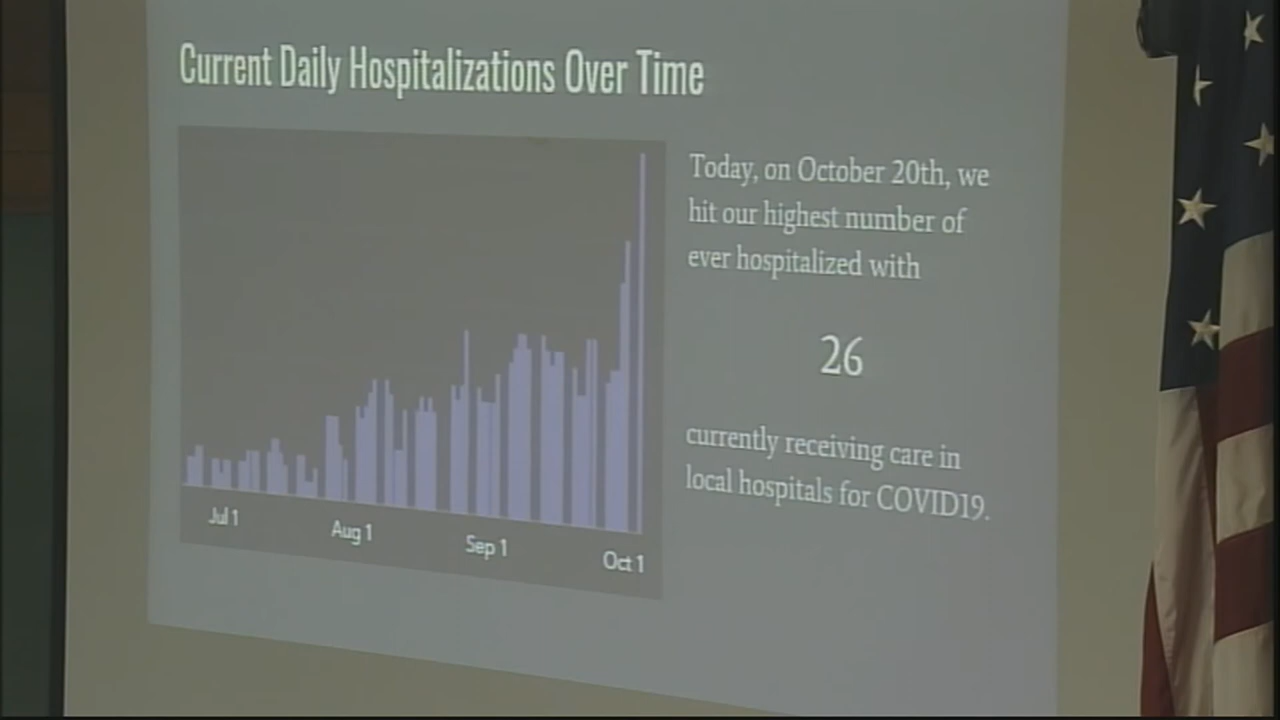 Current Daily Hospitalizations Over Time
Today, on October 20th, we
hit our highest number of
ever hospitalized with
26
currently receiving care in
local hospitals for COVID19.
Jul 1
Aug 1
Sep 1
Oct 1